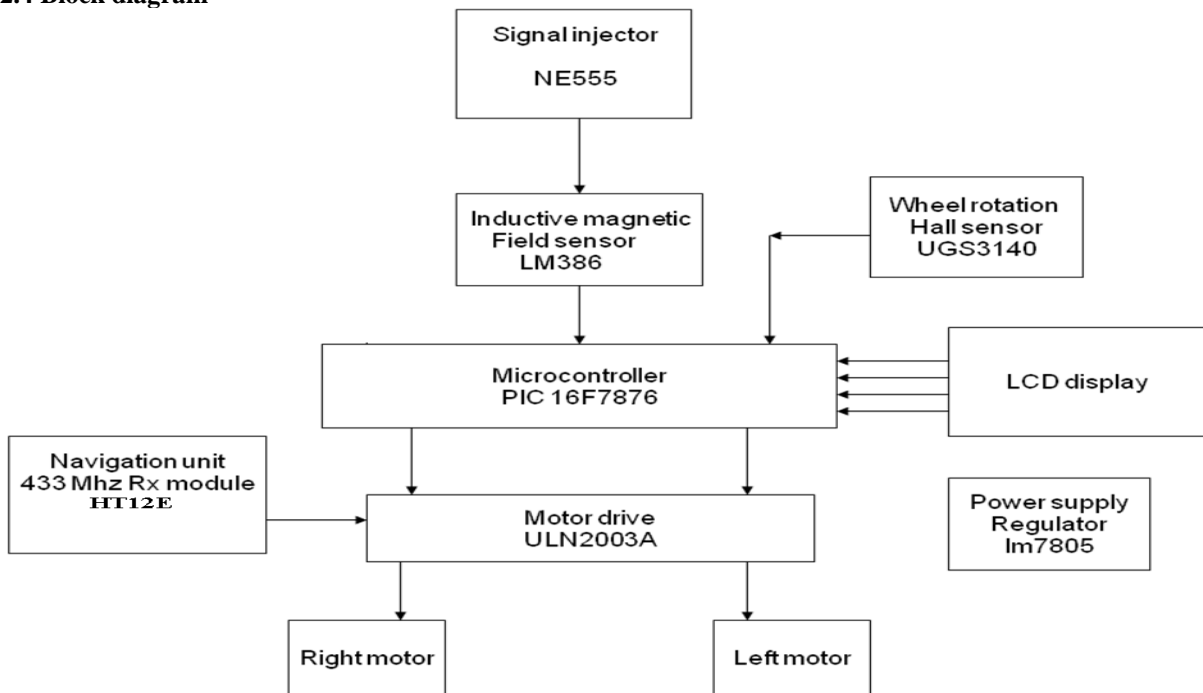 2.4 Block diagram
Signal injector
NE555
Inductive magnetic
Field sensor
LM386
Wheel rotation
Hall sensor
UGS3140
Microcontroller
PIC 16F7876
LCD display
Navigation unit
433 Mhz Rx module
HT12E
Motor drive
ULN2003A
Power supply
Regulator
lm7805
Right motor
Left motor